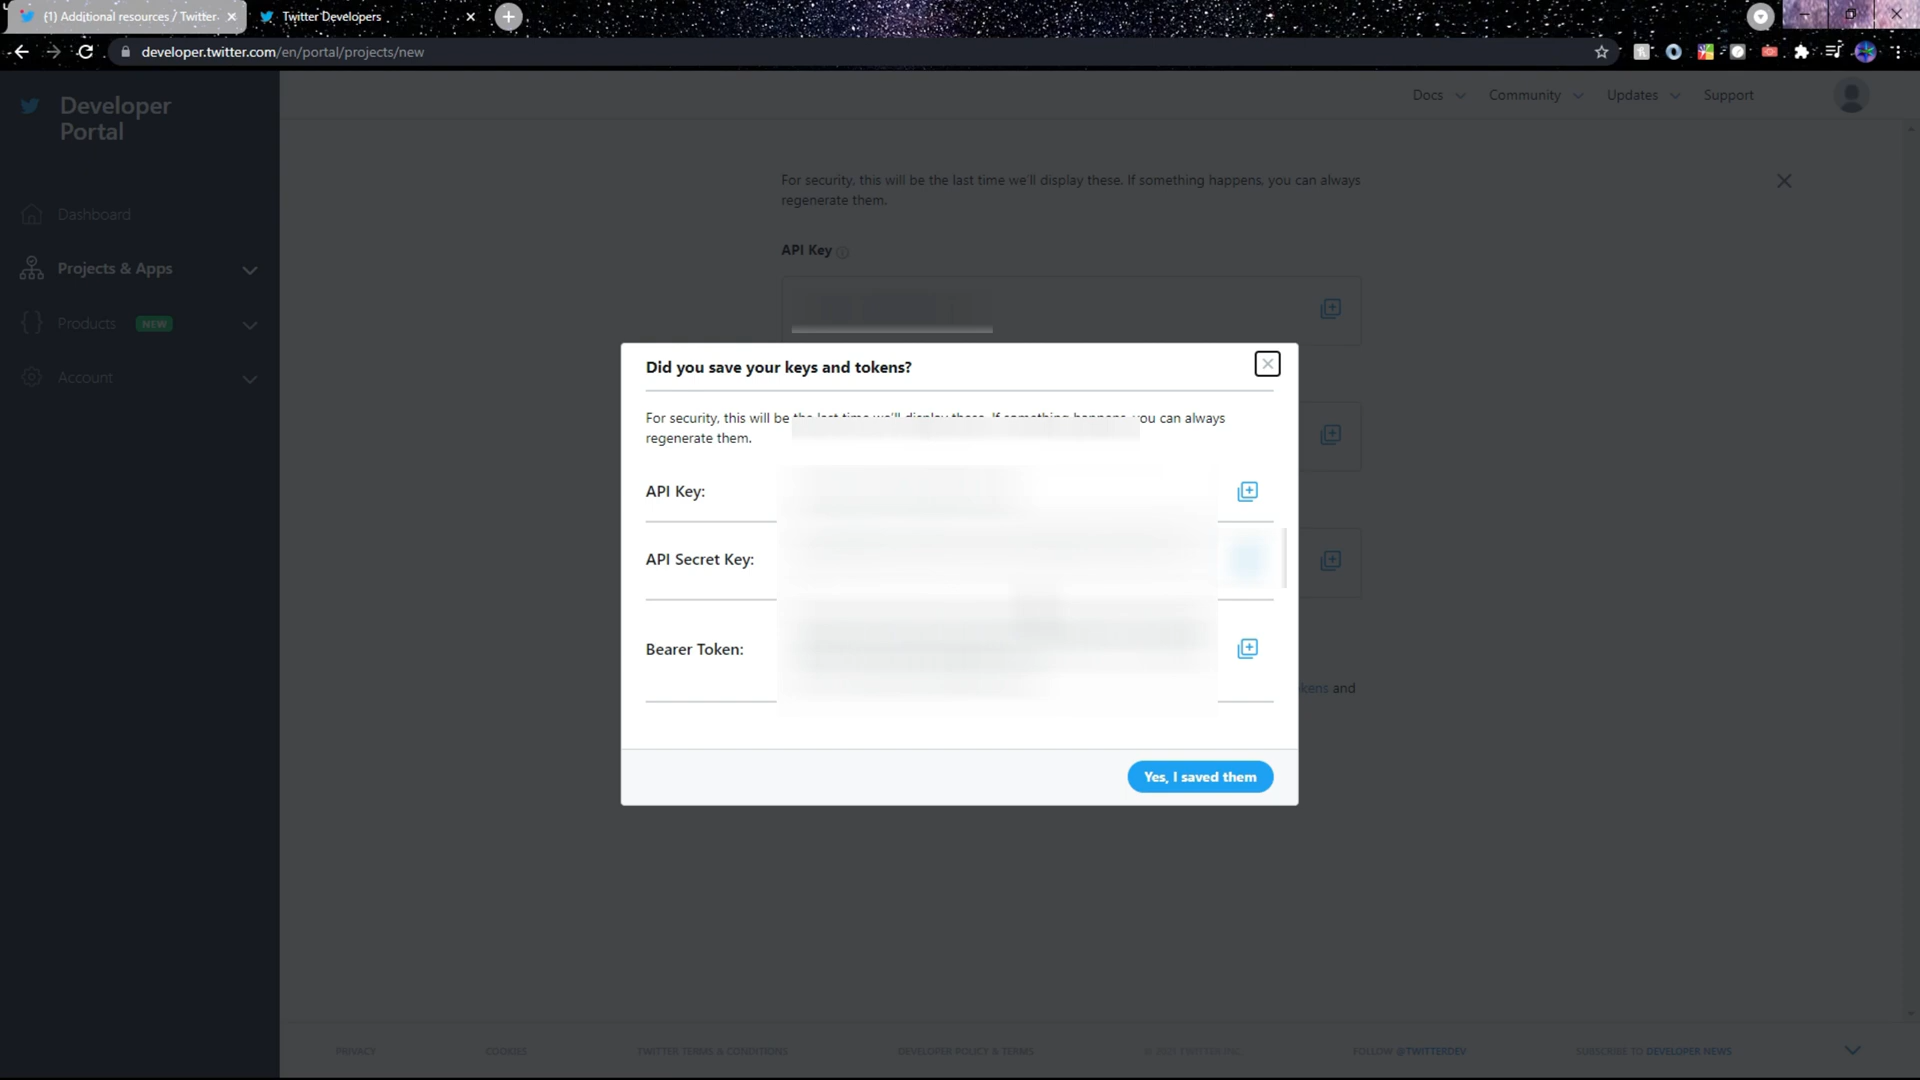 (1) Additional resources / Twitter
Twitter Developers
developer.twitter.com/en/portal/projects/new
Developer
Portal
Docs
Community
Updates
Support
Dashboard
Projects & Apps
Products
NEW
Account
For security, this will be the last time we'll display these. If something happens, you can always
regenerate them.
API Key
Did you save your keys and tokens?
For security, this will be the last time we'll display these. If something happens, you can always
regenerate them.
API Key:
API Secret Key:
Bearer Token:
kens and
Yes, I saved them
PRIVACY
COOKIES
TWITTER TERMS & CONDITIONS
DEVELOPER POLICY & TERMS
© 2021 TWITTER INC.
FOLLOW @TWITTERDEV
SUBSCRIBE TO DEVELOPER NEWS